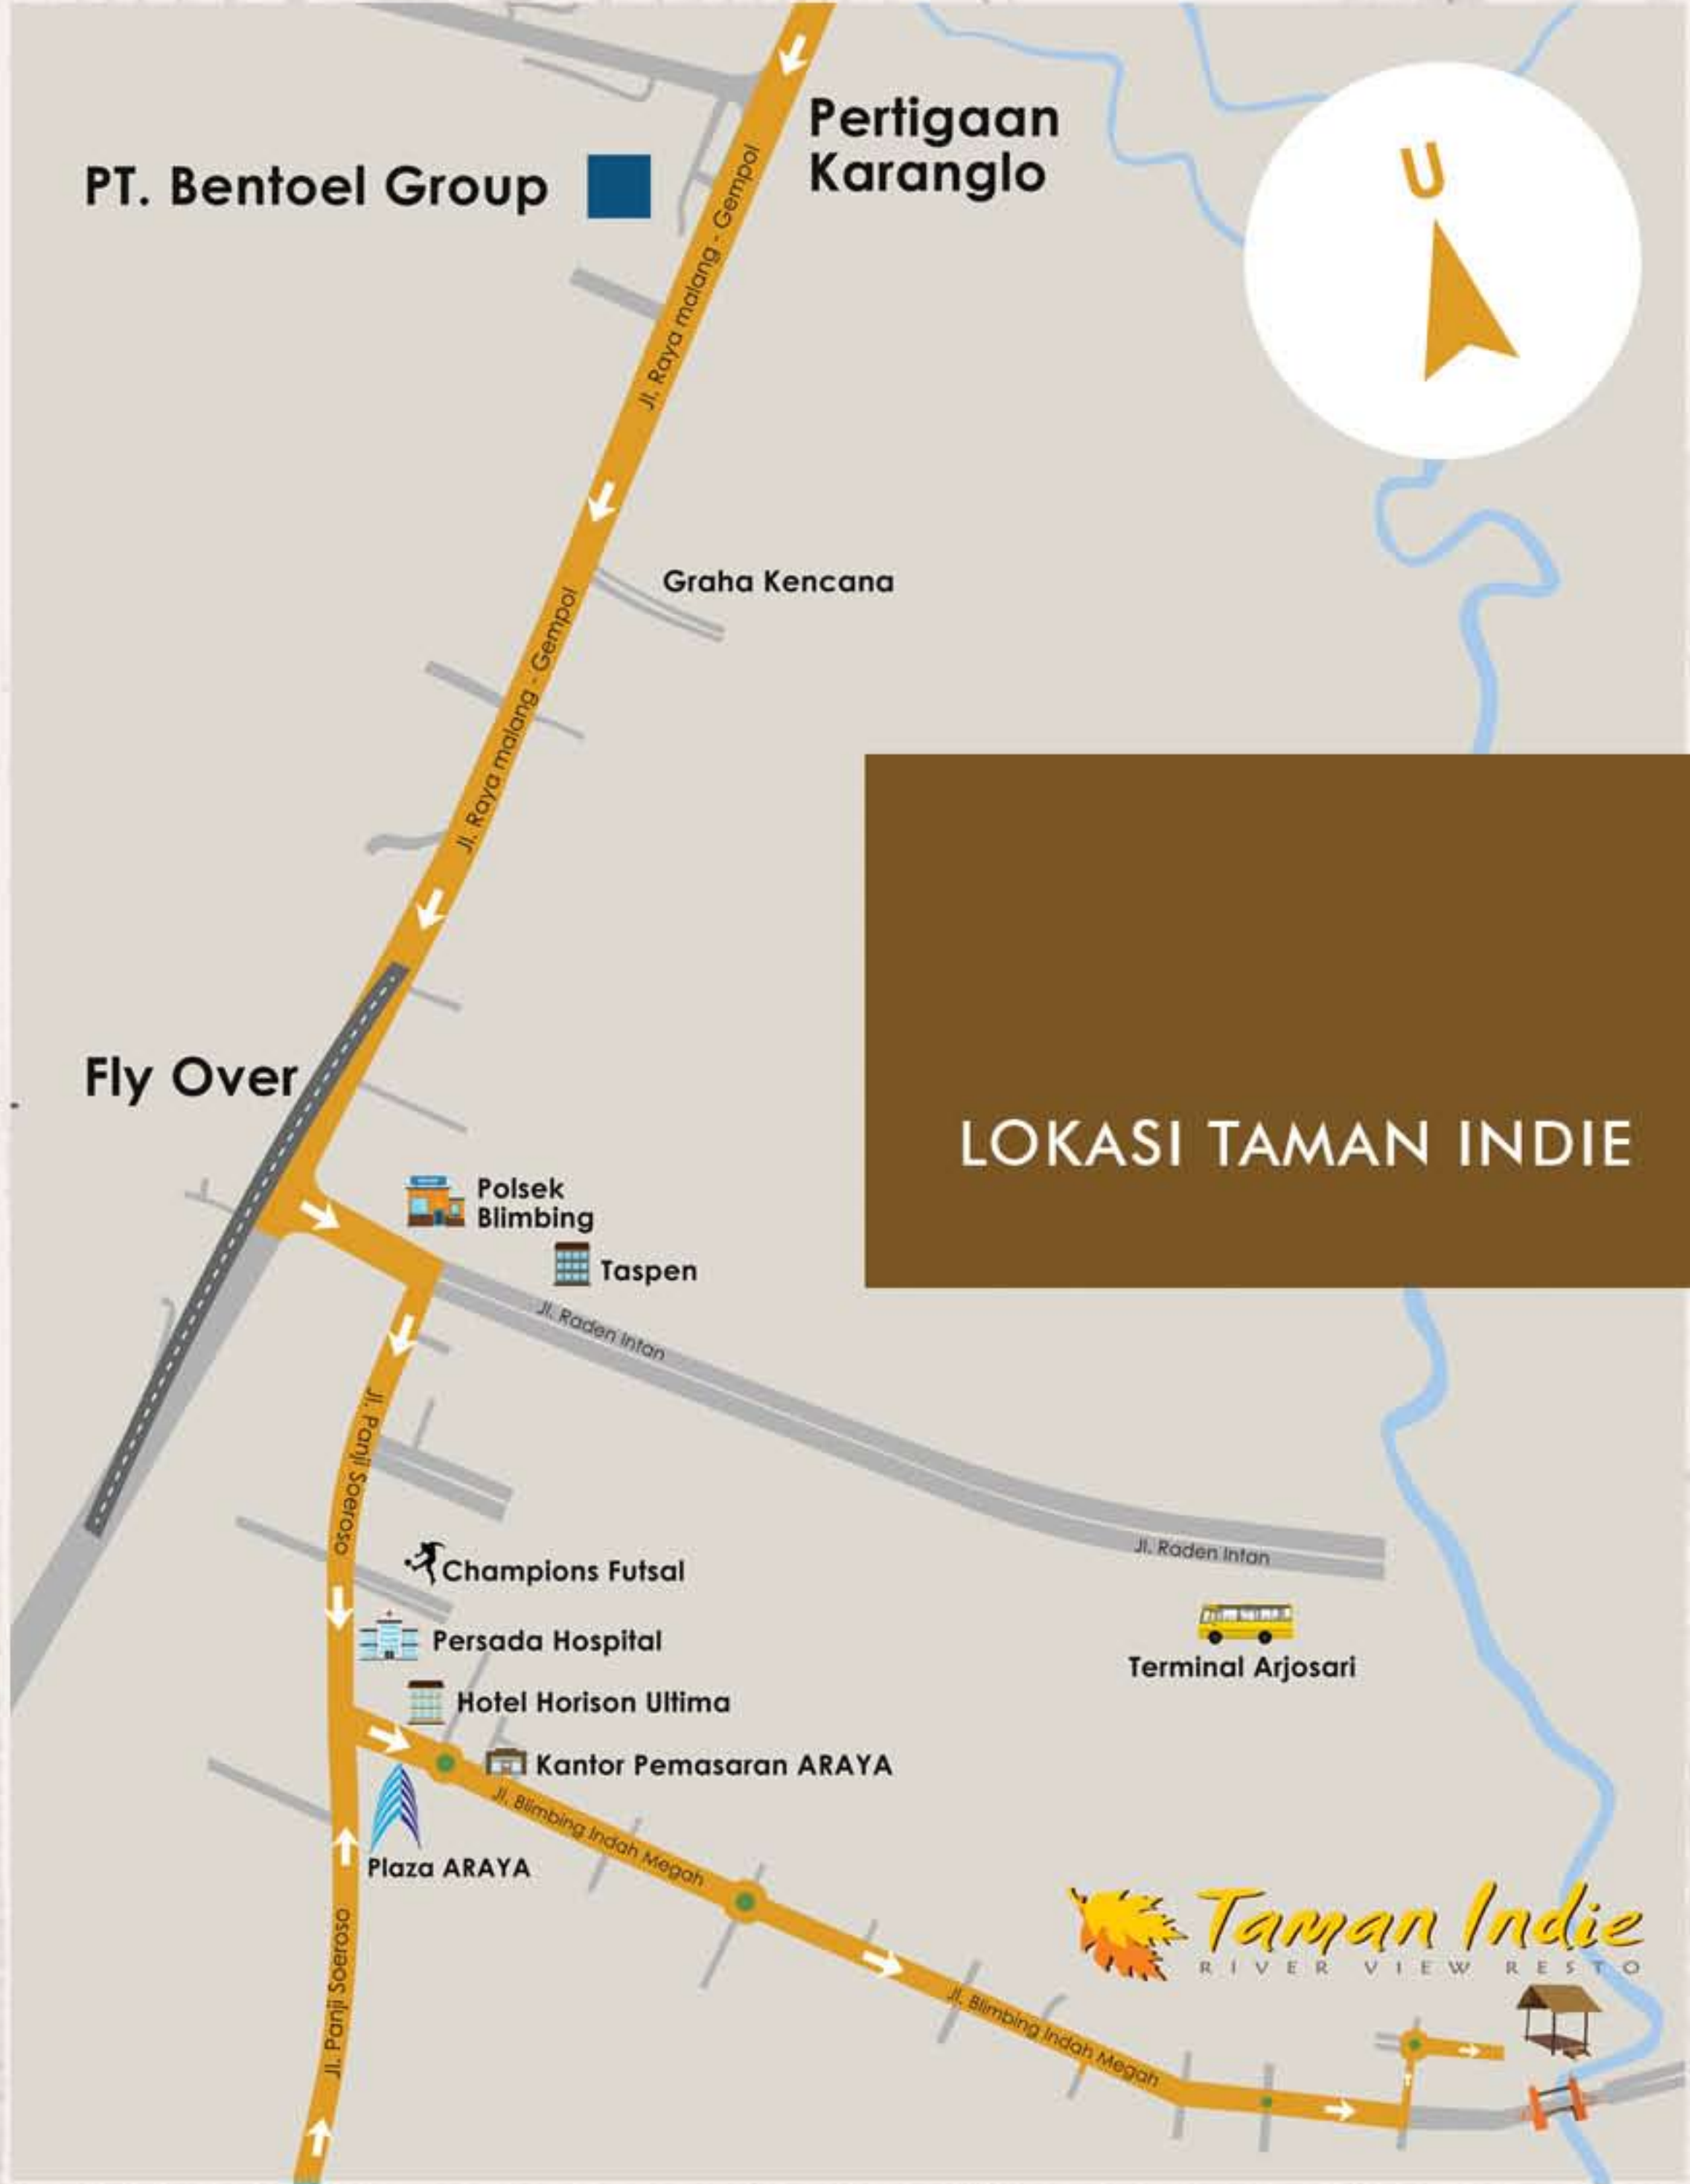 Pertigaan
Karanglo
U
PT. Bentoel Group
Jl. Raya malang - Gempol
Graha Kencana
Jl. Raya malang - Gempol
Fly Over
LOKASI TAMAN INDIE
Polsek
Blimbing
Taspen
Jl. Raden Intan
Jl. Panji Soeroso
Jl. Raden Intan
Champions Futsal
Persada Hospital
Terminal Arjosari
Hotel Horison Ultima
Kantor Pemasaran ARAYA
Jl. Blimbing Indah Megah
Plaza ARAYA
Taman Indie
RIVER VIEW RESTO
Jl. Panji Soeroso
Jl. Blimbing Indah Megah